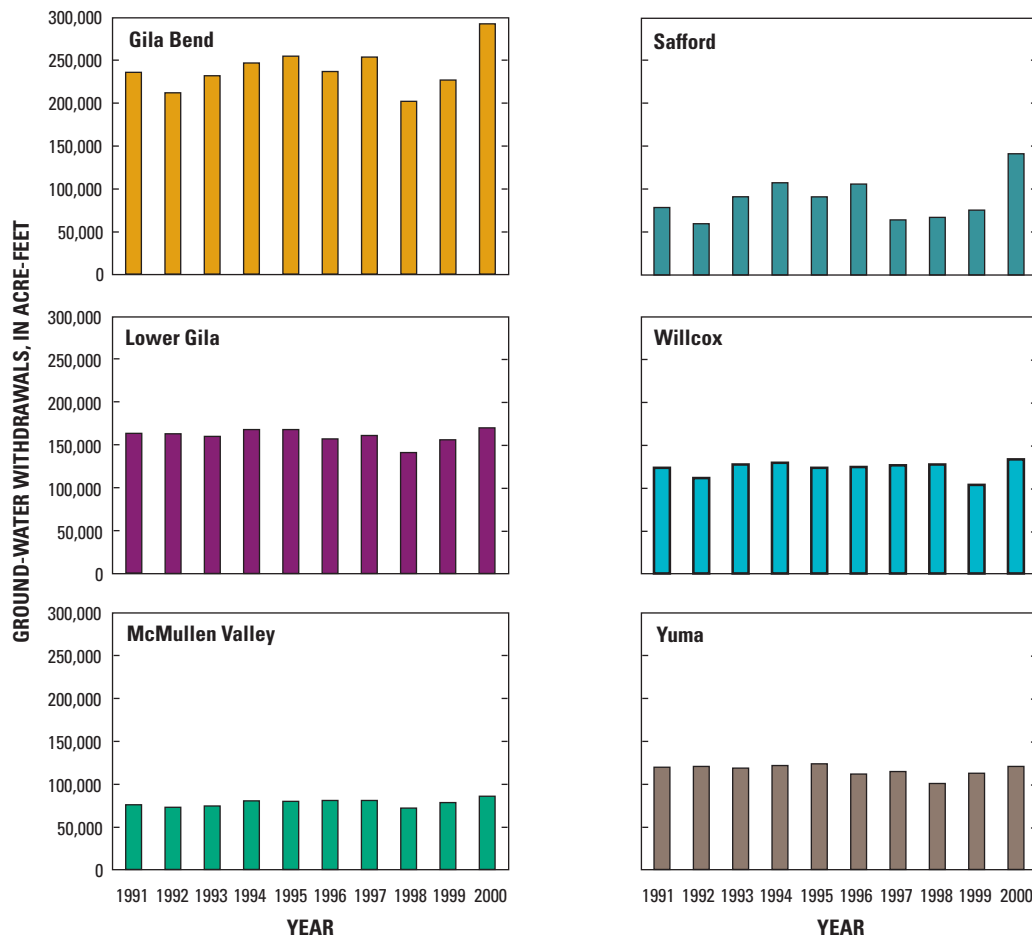 GROUND-WATER WITHDRAWALS, IN ACRE-FEET
300,000
250,000
200,000
150,000
100,000
50,000
0
Gila Bend
Safford
300,000
250,000
200,000
150,000
100,000
50,000
0
Lower Gila
Willcox
300,000
250,000
200,000
150,000
100,000
50,000
0
McMullen Valley
Yuma
1991 1992 1993 1994 1995 1996 1997 1998 1999 2000
YEAR
1991 1992 1993 1994 1995 1996 1997 1998 1999 2000
YEAR